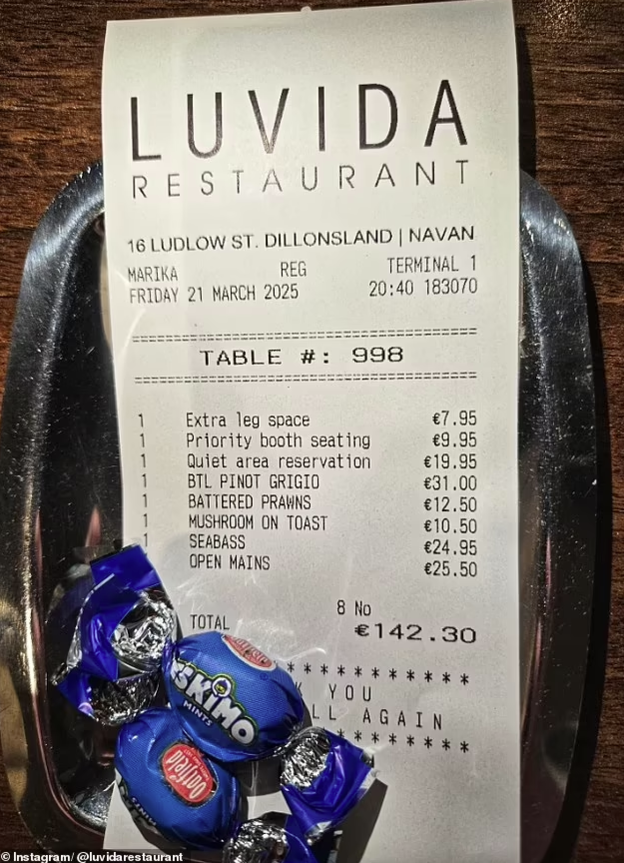 LUVIDA
RESTAURANT
16 LUDLOW ST. DILLONSLAND | NAVAN
MARIKA REG TERMINAL 1
FRIDAY 21 MARCH 2025 20:40 183070
TABLE #: 998
1 Extra leg space €7.95
1 Priority booth seating €9.95
1 Quiet area reservation €19.95
1 BTL PINOT GRIGIO €31.00
1 BATTERED PRAWNS €12.50
1 MUSHROOM ON TOAST €10.50
1 SEABASS €24.95
OPEN MAINS €25.50
8 No
TOTAL €142.30
* * * * * * * * * *
YOU
LL AGAIN
* * * * * * *
ESKIMO
MINTS
Oatfield
© Instagram/ @luvidarestaurant